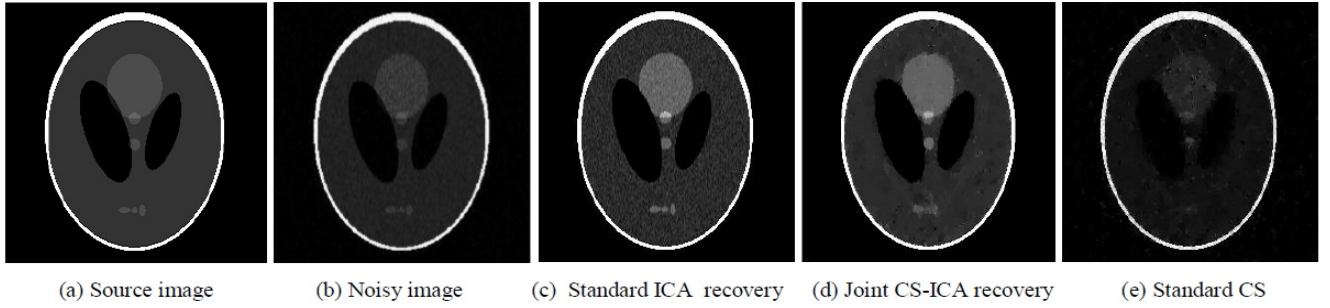 (a) Source image
(b) Noisy image
(c) Standard ICA recovery
(d) Joint CS-ICA recovery
(e) Standard CS